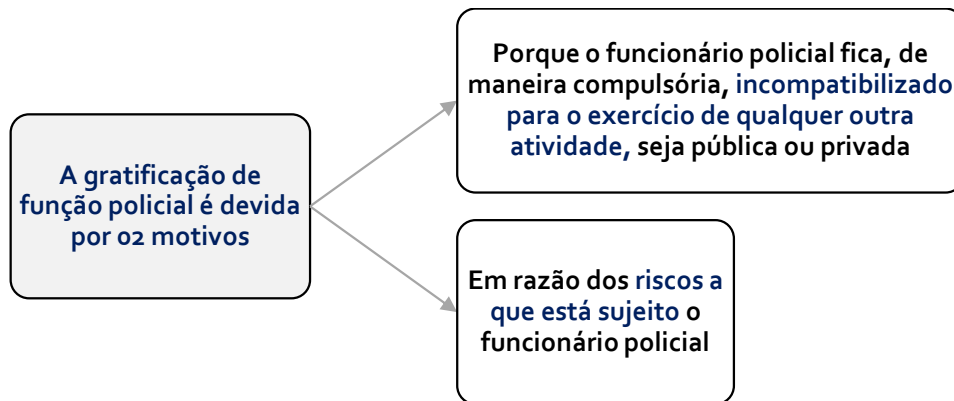 A gratificação de
função policial é devida
por 02 motivos
Porque o funcionário policial fica, de
maneira compulsória, incompatibilizado
para o exercício de qualquer outra
atividade, seja pública ou privada
Em razão dos riscos a
que está sujeito o
funcionário policial